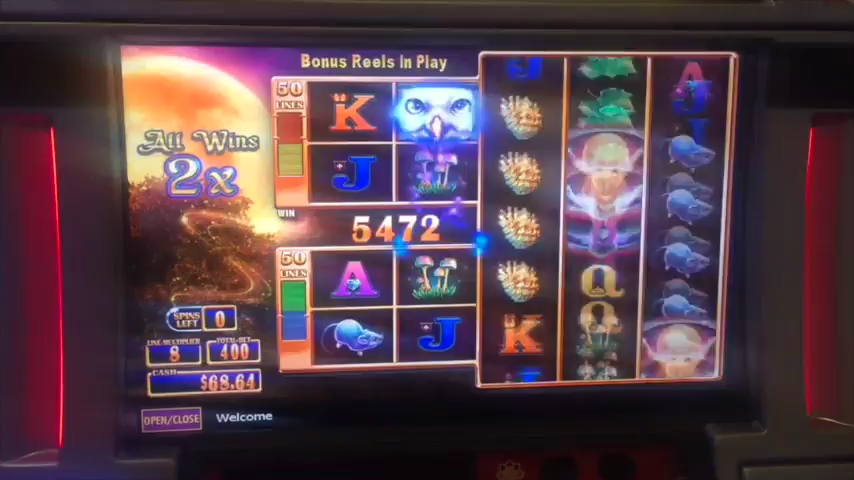 Bonus Reels In Play
50
LINES
K
J
All Wins
2x
J
WIN
5472
50
LINES
A
J
J
A
Q
Q
K
SPINS
LEFT
0
LINE MULTIPLIER
8
TOTAL BET
400
CASH
$68.64
OPEN/CLOSE
Welcome